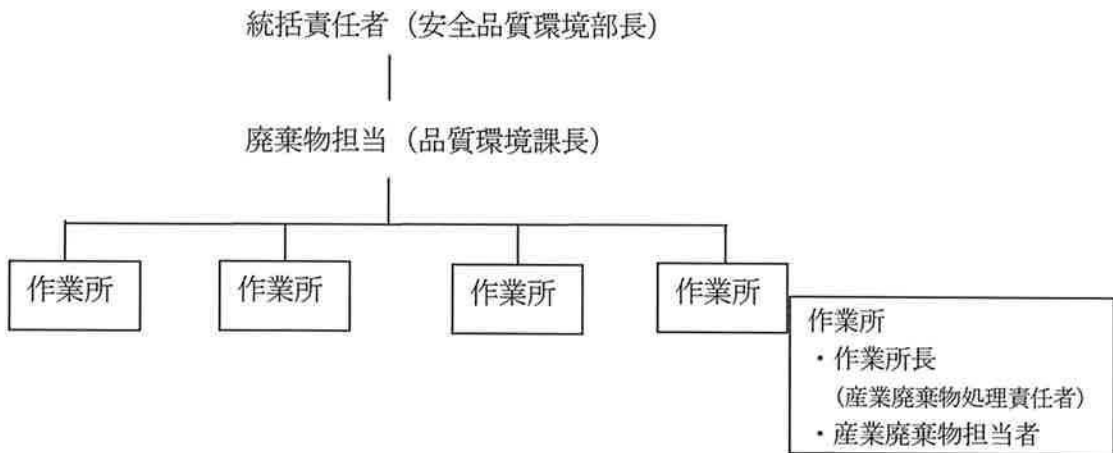 統括責任者（安全品質環境部長）
廃棄物担当（品質環境課長）
作業所
作業所
作業所
作業所
作業所
・作業所長
（産業廃棄物処理責任者）
・産業廃棄物担当者